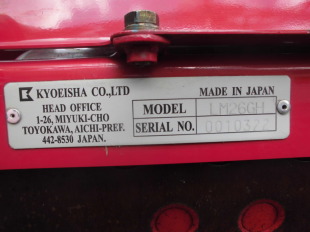 KYOEISHA CO.,LTD
HEAD OFFICE
1-26, MIYUKI-CHO
TOYOKAWA, AICHI-PREF.
442-8530 JAPAN.
MADE IN JAPAN
MODEL LM26GH
SERIAL NO. 0010322